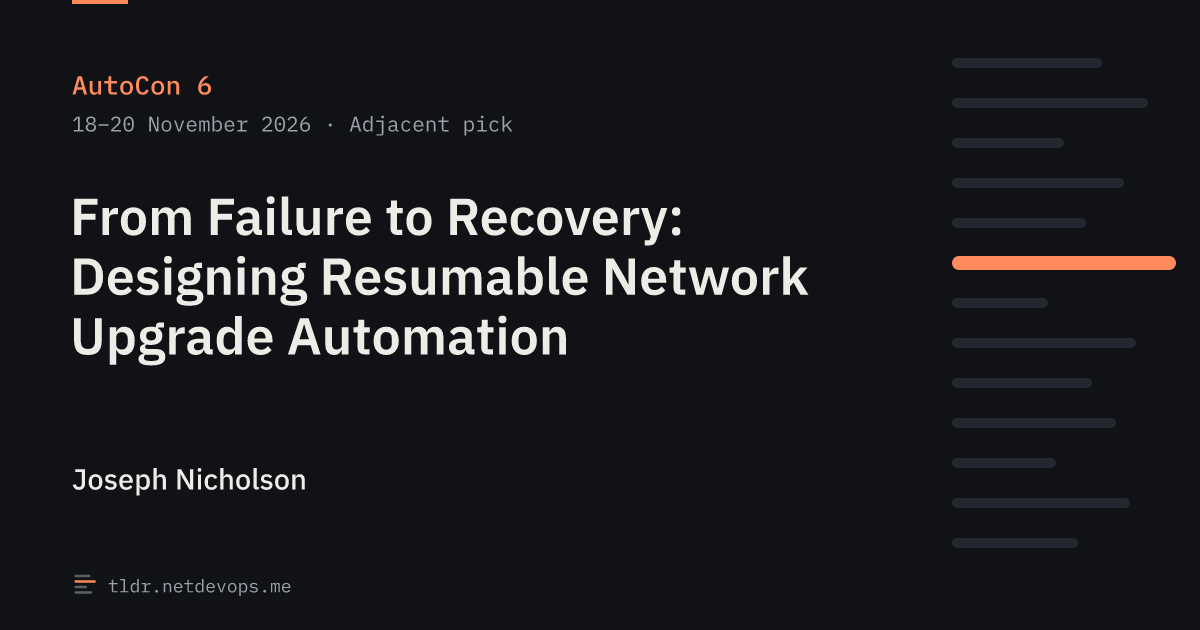 AutoCon 6
18–20 November 2026 · Adjacent pick
From Failure to Recovery:
Designing Resumable Network
Upgrade Automation
Joseph Nicholson
tldr.netdevops.me